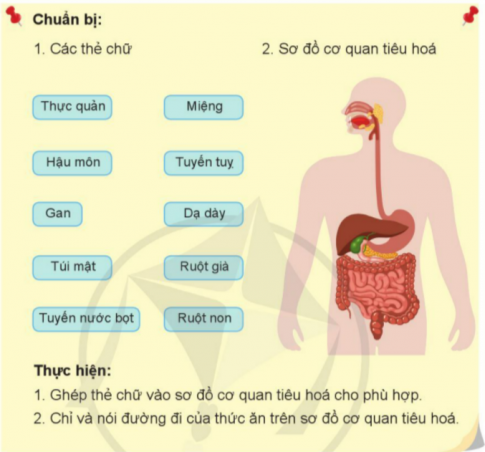 Chuẩn bị:
1. Các thẻ chữ
2. Sơ đồ cơ quan tiêu hoá
Thực quản
Miệng
Hậu môn
Tuyến tuỵ
Gan
Dạ dày
Túi mật
Ruột già
Tuyến nước bọt
Ruột non
Thực hiện:
1. Ghép thẻ chữ vào sơ đồ cơ quan tiêu hoá cho phù hợp.
2. Chỉ và nói đường đi của thức ăn trên sơ đồ cơ quan tiêu hoá.